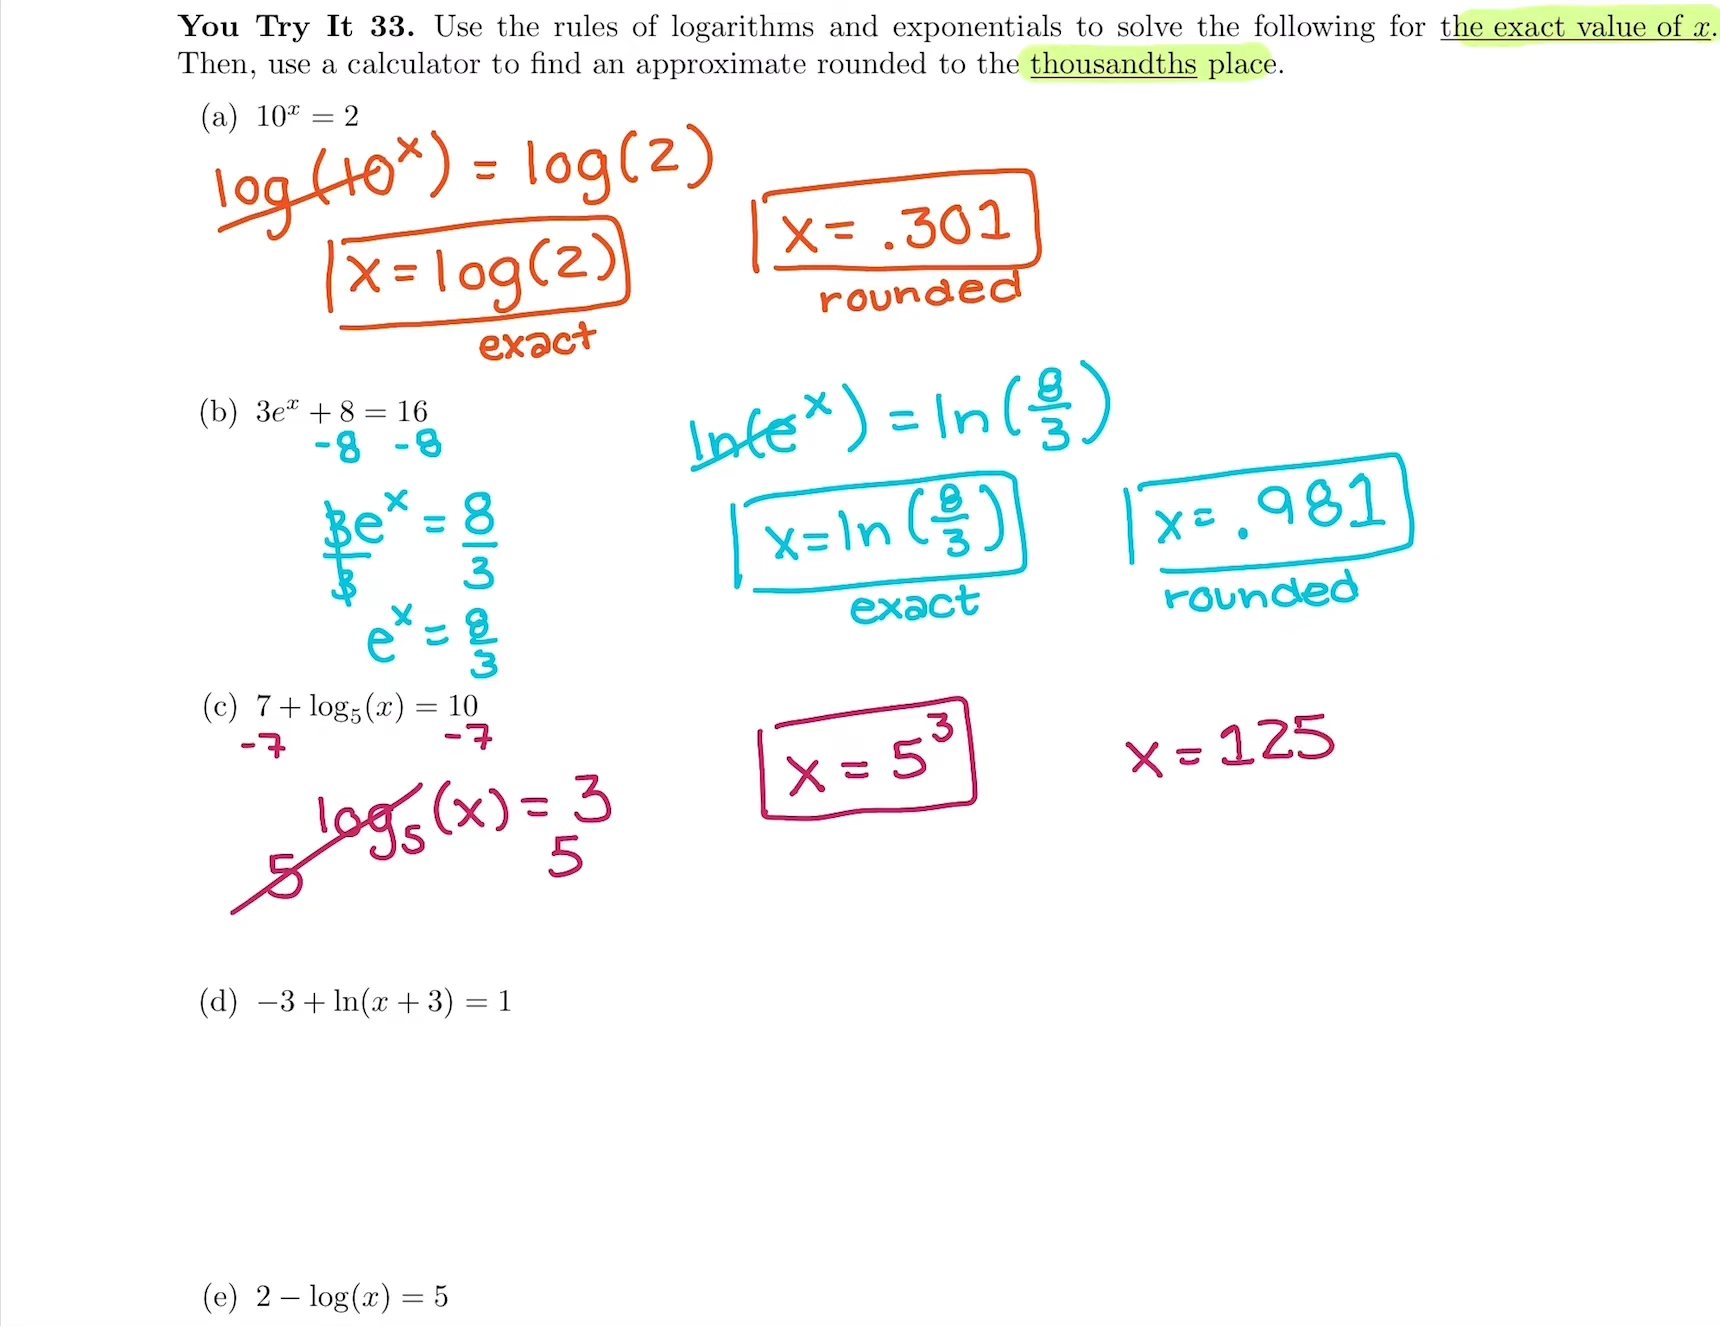 You Try It 33. Use the rules of logarithms and exponentials to solve the following for the exact value of x.
Then, use a calculator to find an approximate rounded to the thousandths place.
(a) 10^x = 2
log(10^x) = log(2)
x = log(2)
exact
x = .301
rounded
(b) 3e^x + 8 = 16
-8 -8
3e^x = 8
3 3
e^x = 8/3
ln(e^x) = ln(8/3)
x = ln(8/3)
exact
x = .981
rounded
(c) 7 + log₅(x) = 10
-7 -7
log₅(x) = 3
5 5
x = 5³
x = 125
(d) −3 + ln(x + 3) = 1
(e) 2 − log(x) = 5